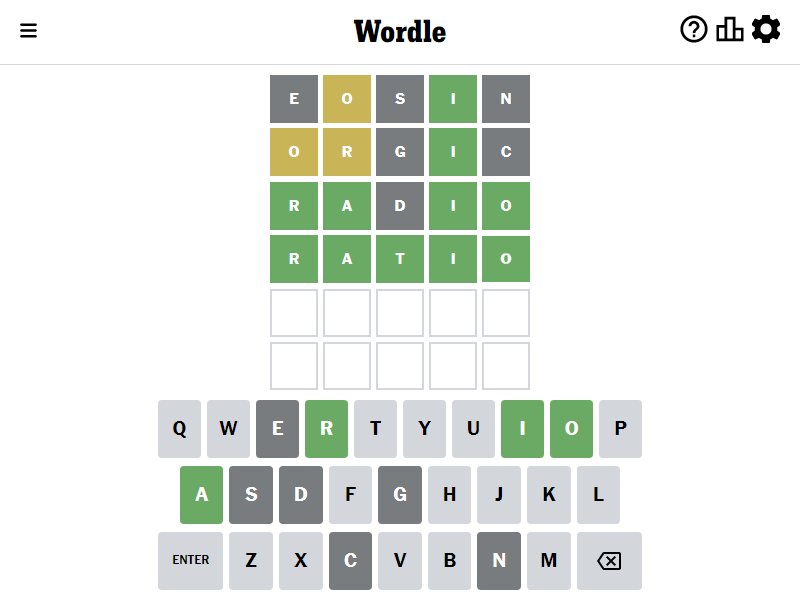 Wordle
E O S I N
O R G I C
R A D I O
R A T I O
Q W E R T Y U I O P
A S D F G H J K L
ENTER Z X C V B N M